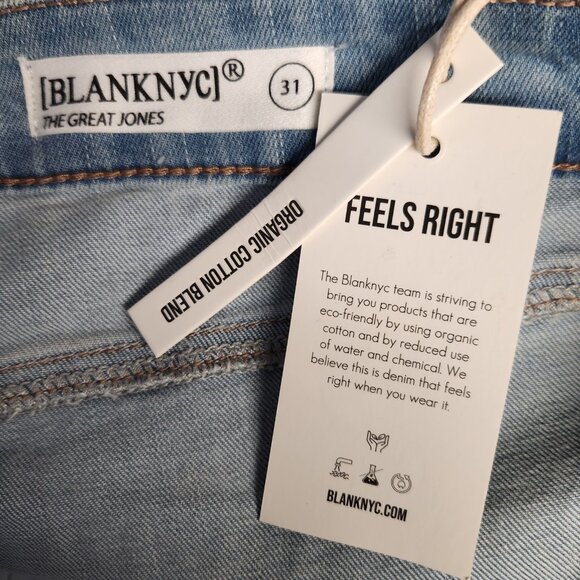 [BLANKNYC]®
31
THE GREAT JONES
ORGANIC COTTON BLEND
FEELS RIGHT
The Blanknyc team is striving to
bring you products that are
eco-friendly by using organic
cotton and by reduced use
of water and chemical. We
believe this is denim that feels
right when you wear it.
BLANKNYC.COM